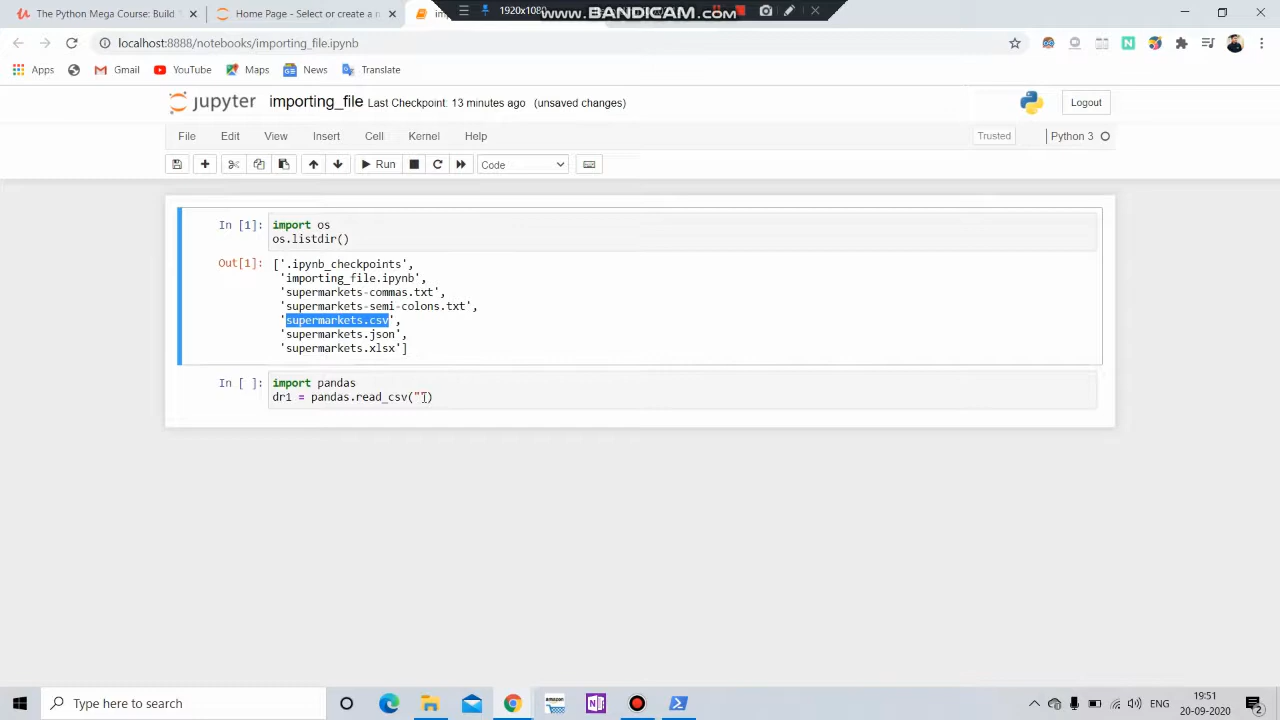 Python Mega Course: Build
Home Page - Select or create a n
1920x1080
www.BANDICAM.com
localhost:8888/notebooks/importing_file.ipynb
Apps
Gmail
YouTube
Maps
News
Translate
jupyter
importing_file Last Checkpoint: 13 minutes ago (unsaved changes)
Logout
File Edit View Insert Cell Kernel Help
Trusted
Python 3
Run
Code
In [1]: import os
os.listdir()
Out[1]: ['.ipynb_checkpoints',
'importing_file.ipynb',
'supermarkets-commas.txt',
'supermarkets-semi-colons.txt',
'supermarkets.csv',
'supermarkets.json',
'supermarkets.xlsx']
In [ ]: import pandas
dr1 = pandas.read_csv("")
Type here to search
amazon
N
ENG
19:51
20-09-2020
2